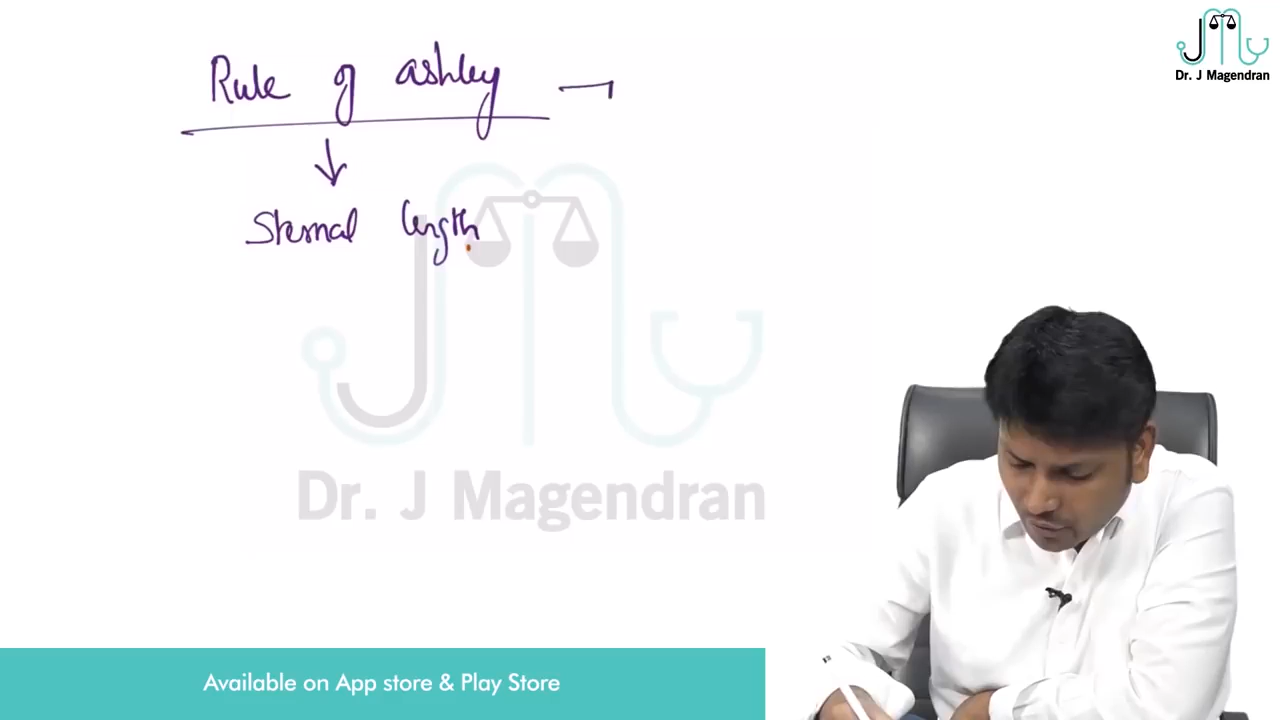 Rule of ashley
Sternal length
Dr. J Magendran
Dr. J Magendran
Available on App store & Play Store